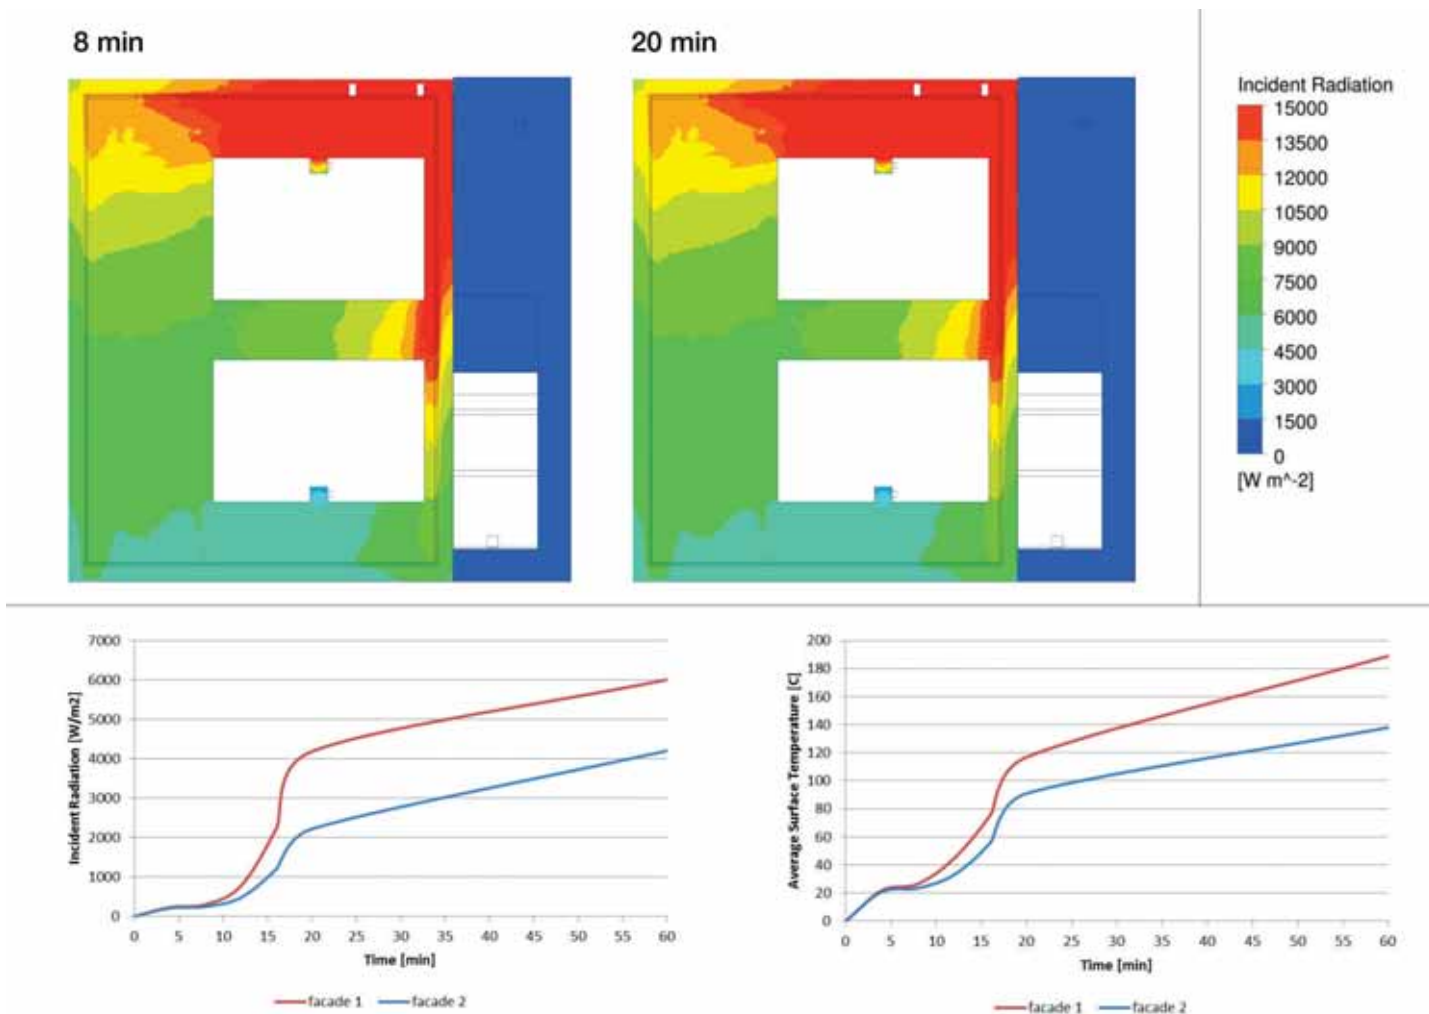 8 min
20 min
Incident Radiation
15000
13500
12000
10500
9000
7500
6000
4500
3000
1500
0
[W m^-2]
7000
6000
5000
4000
3000
2000
1000
0
Incident Radiation [W/m2]
0 5 10 15 20 25 30 35 40 45 50 55 60
Time [min]
facade 1 facade 2
200
180
160
140
120
100
80
60
40
20
0
Average Surface Temperature [C]
0 5 10 15 20 25 30 35 40 45 50 55 60
Time [min]
facade 1 facade 2